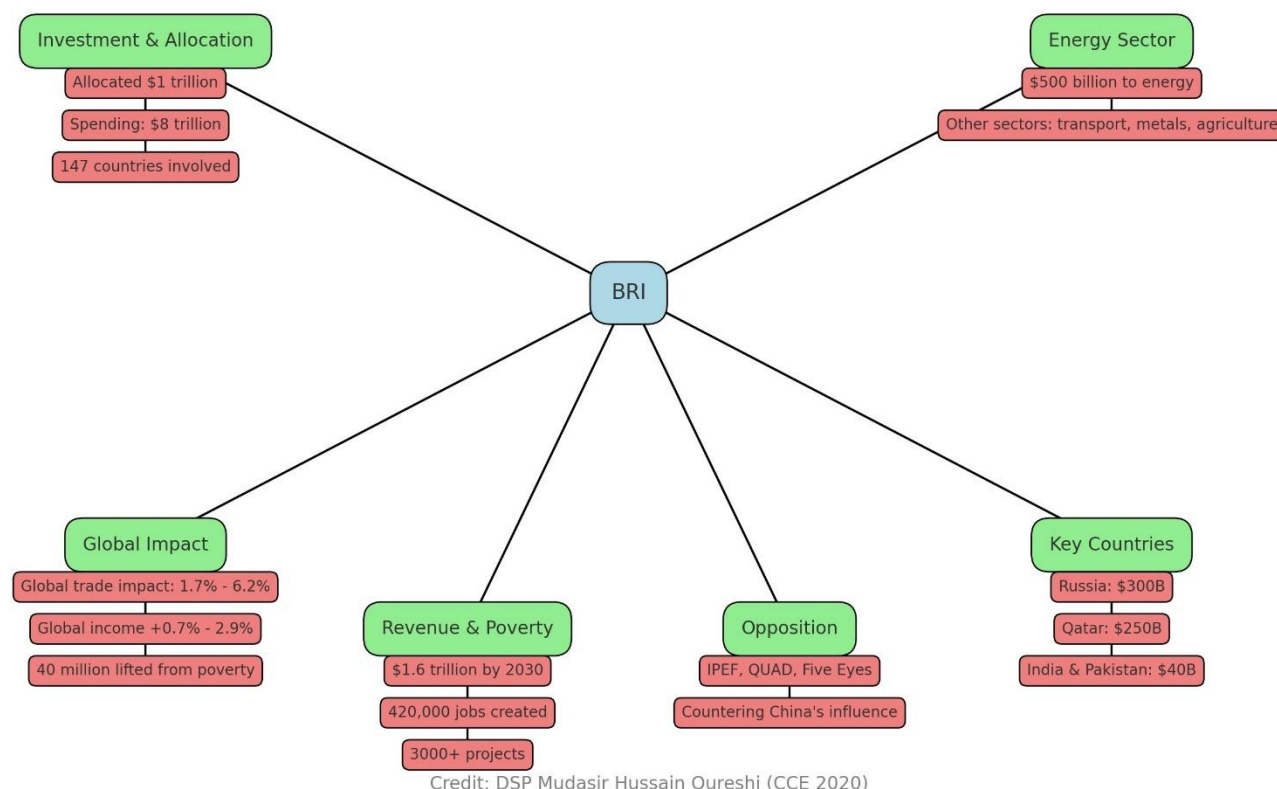 Investment & Allocation
Allocated $1 trillion
Spending: $8 trillion
147 countries involved
Energy Sector
$500 billion to energy
Other sectors: transport, metals, agriculture
BRI
Global Impact
Global trade impact: 1.7% - 6.2%
Global income +0.7% - 2.9%
40 million lifted from poverty
Revenue & Poverty
$1.6 trillion by 2030
420,000 jobs created
3000+ projects
Opposition
IPEF, QUAD, Five Eyes
Countering China's influence
Key Countries
Russia: $300B
Qatar: $250B
India & Pakistan: $40B
Credit: DSP Mudasir Hussain Qureshi (CCE 2020)